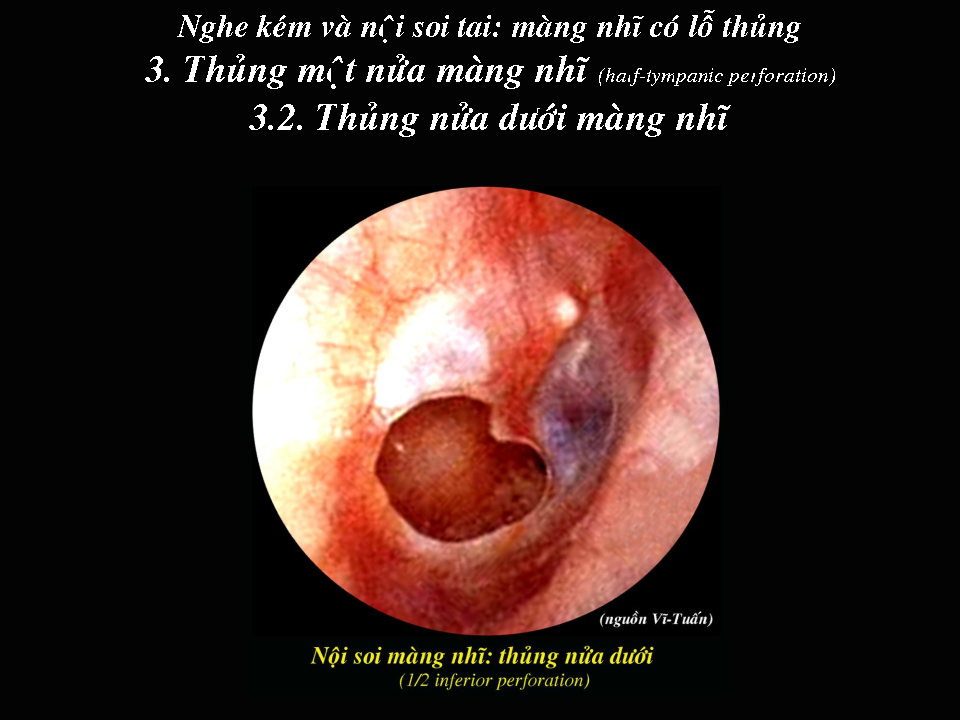 Nghe kém và nội soi tai: màng nhĩ có lỗ thủng
3. Thủng một nửa màng nhĩ (half-tympanic perforation)
3.2. Thủng nửa dưới màng nhĩ
(nguồn Vĩ-Tuấn)
Nội soi màng nhĩ: thủng nửa dưới
(1/2 inferior perforation)